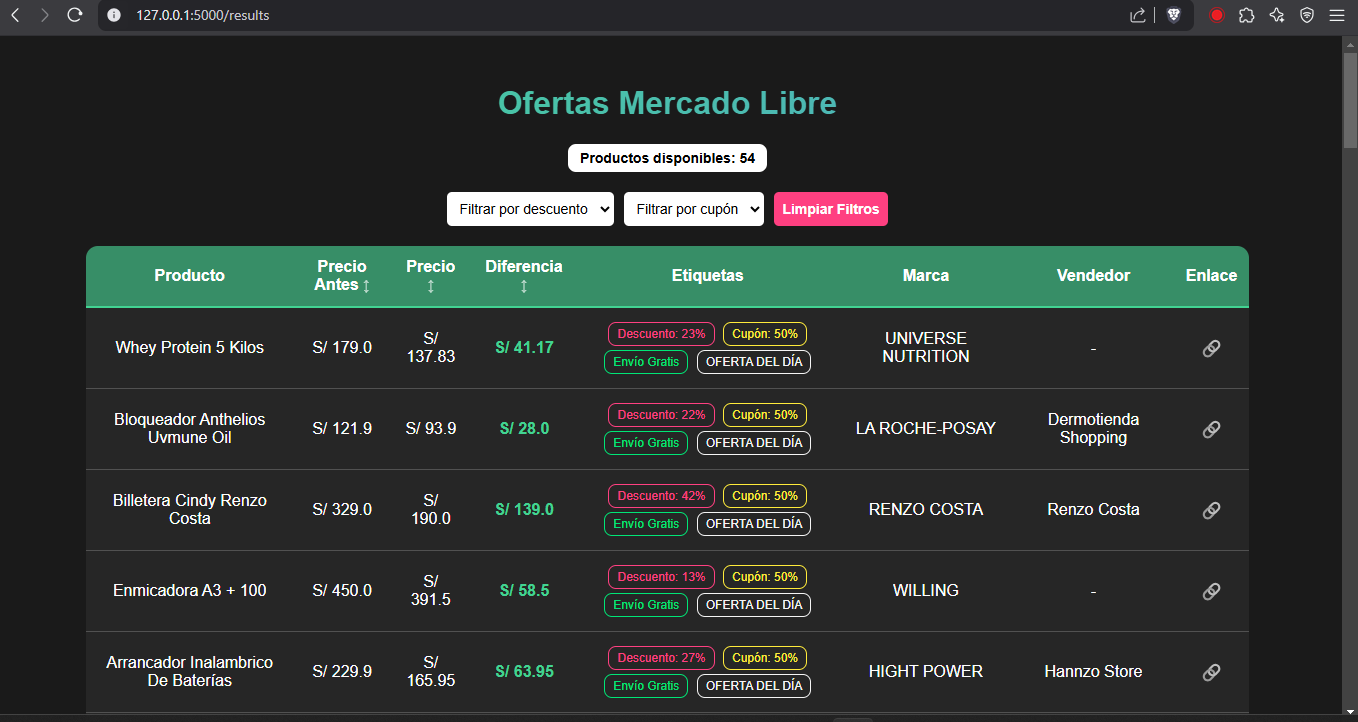 127.0.0.1:5000/results
Ofertas Mercado Libre
Productos disponibles: 54
Filtrar por descuento Filtrar por cupón Limpiar Filtros
Producto Precio Antes ↕ Precio ↕ Diferencia ↕ Etiquetas Marca Vendedor Enlace
Whey Protein 5 Kilos S/ 179.0 S/ 137.83 S/ 41.17 Descuento: 23% Cupón: 50% Envío Gratis OFERTA DEL DÍA UNIVERSE NUTRITION -
Bloqueador Anthelios Uvmune Oil S/ 121.9 S/ 93.9 S/ 28.0 Descuento: 22% Cupón: 50% Envío Gratis OFERTA DEL DÍA LA ROCHE-POSAY Dermotienda Shopping
Billetera Cindy Renzo Costa S/ 329.0 S/ 190.0 S/ 139.0 Descuento: 42% Cupón: 50% Envío Gratis OFERTA DEL DÍA RENZO COSTA Renzo Costa
Enmicadora A3 + 100 S/ 450.0 S/ 391.5 S/ 58.5 Descuento: 13% Cupón: 50% Envío Gratis OFERTA DEL DÍA WILLING -
Arrancador Inalambrico De Baterías S/ 229.9 S/ 165.95 S/ 63.95 Descuento: 27% Cupón: 50% Envío Gratis OFERTA DEL DÍA HIGHT POWER Hannzo Store